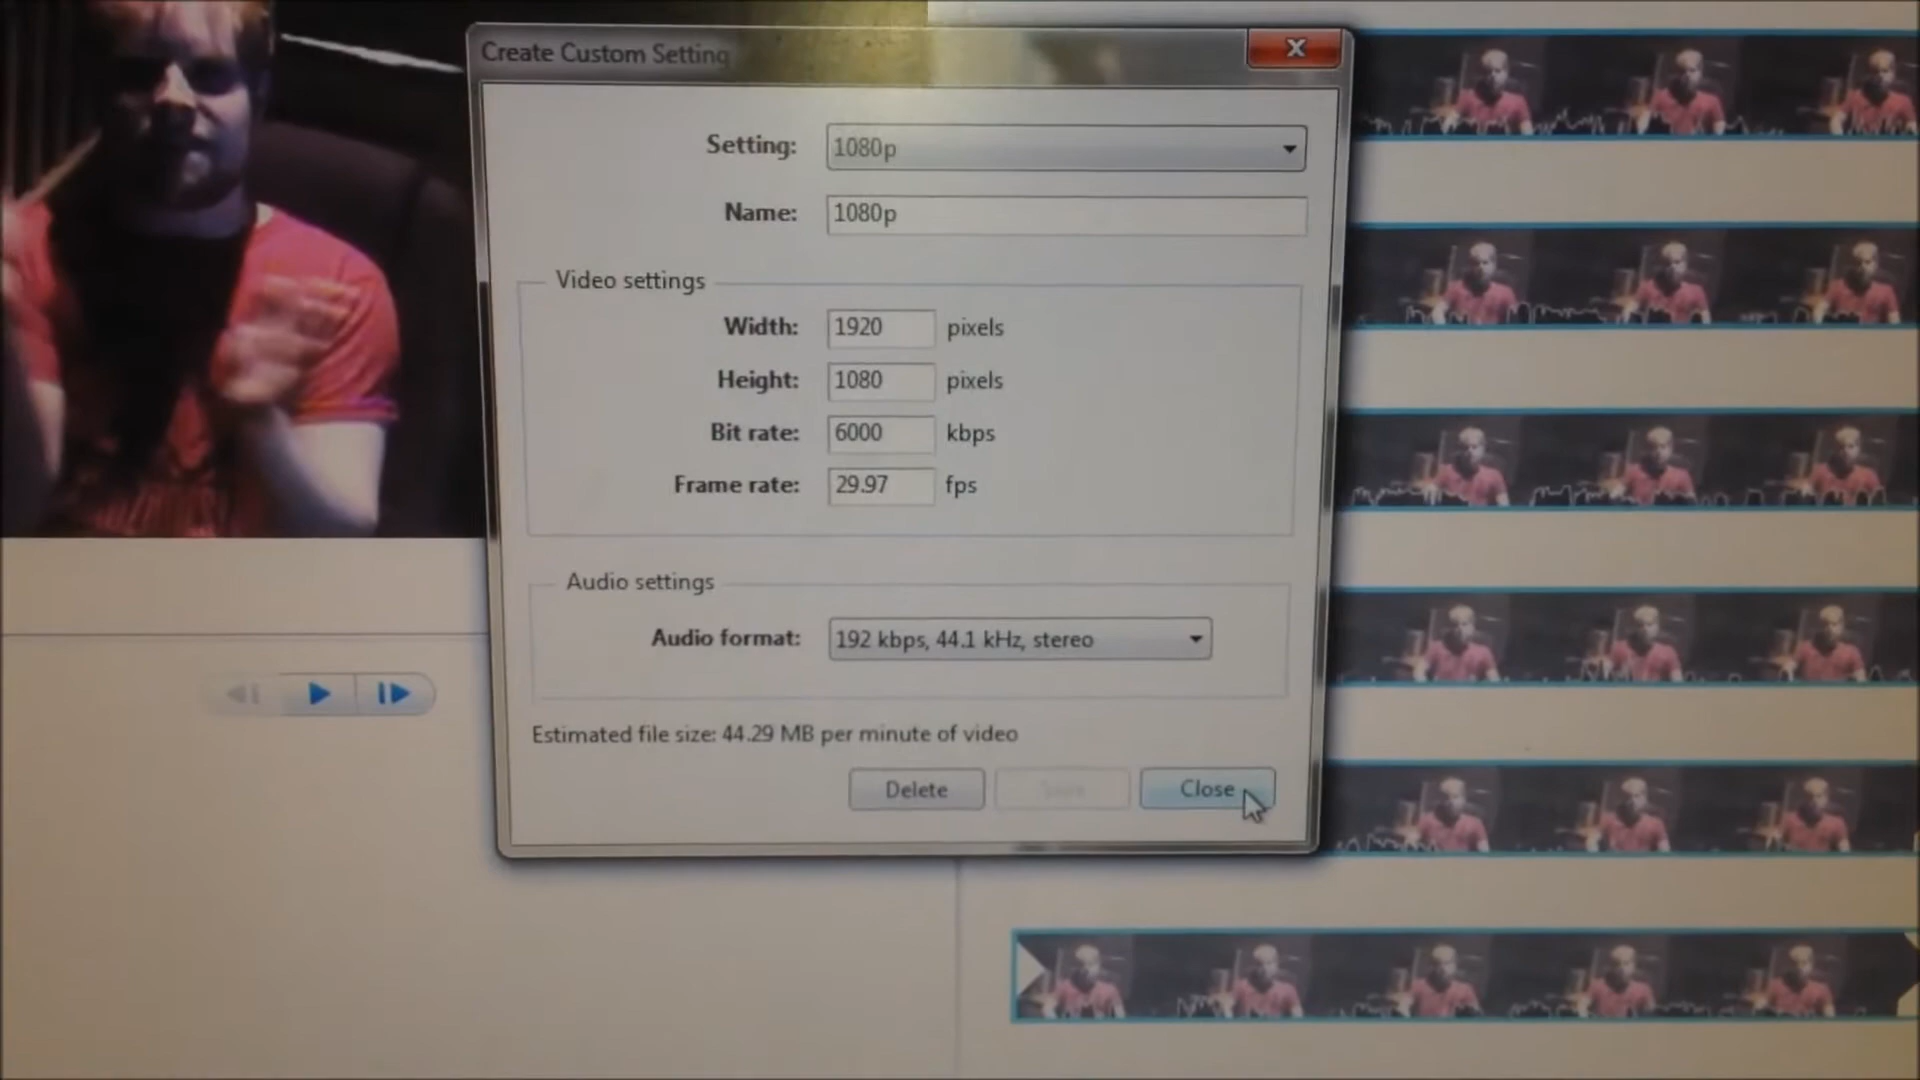 Create Custom Setting
Setting: 1080p
Name: 1080p
Video settings
Width: 1920 pixels
Height: 1080 pixels
Bit rate: 6000 kbps
Frame rate: 29.97 fps
Audio settings
Audio format: 192 kbps, 44.1 kHz, stereo
Estimated file size: 44.29 MB per minute of video
Delete Close